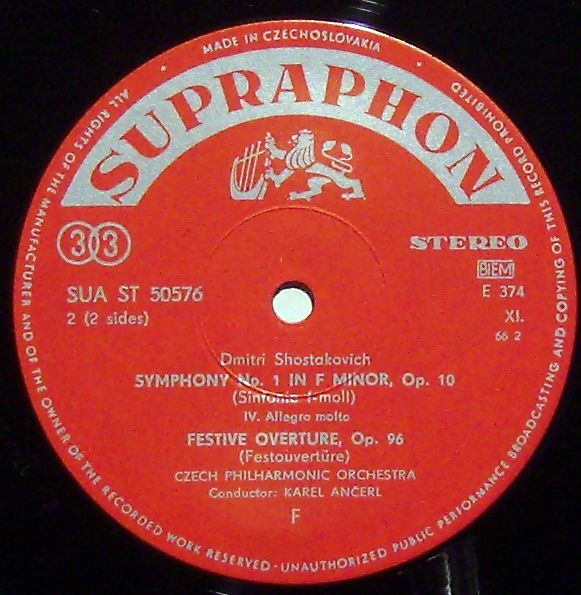 MADE IN CZECHOSLOVAKIA
ALL RIGHTS OF THE MANUFACTURER AND OF THE OWNER OF THE RECORDED WORK RESERVED - UNAUTHORIZED PUBLIC PERFORMANCE BROADCASTING AND COPYING OF THIS RECORD PROHIBITED
SUPRAPHON
33
STEREO
BIEM
SUA ST 50576
E 374
2 (2 sides)
XI.
66 2
Dmitri Shostakovich
SYMPHONY No. 1 IN F MINOR, Op. 10
(Sinfonie f-moll)
IV. Allegro molto
FESTIVE OVERTURE, Op. 96
(Festouvertüre)
CZECH PHILHARMONIC ORCHESTRA
Conductor: KAREL ANČERL
F